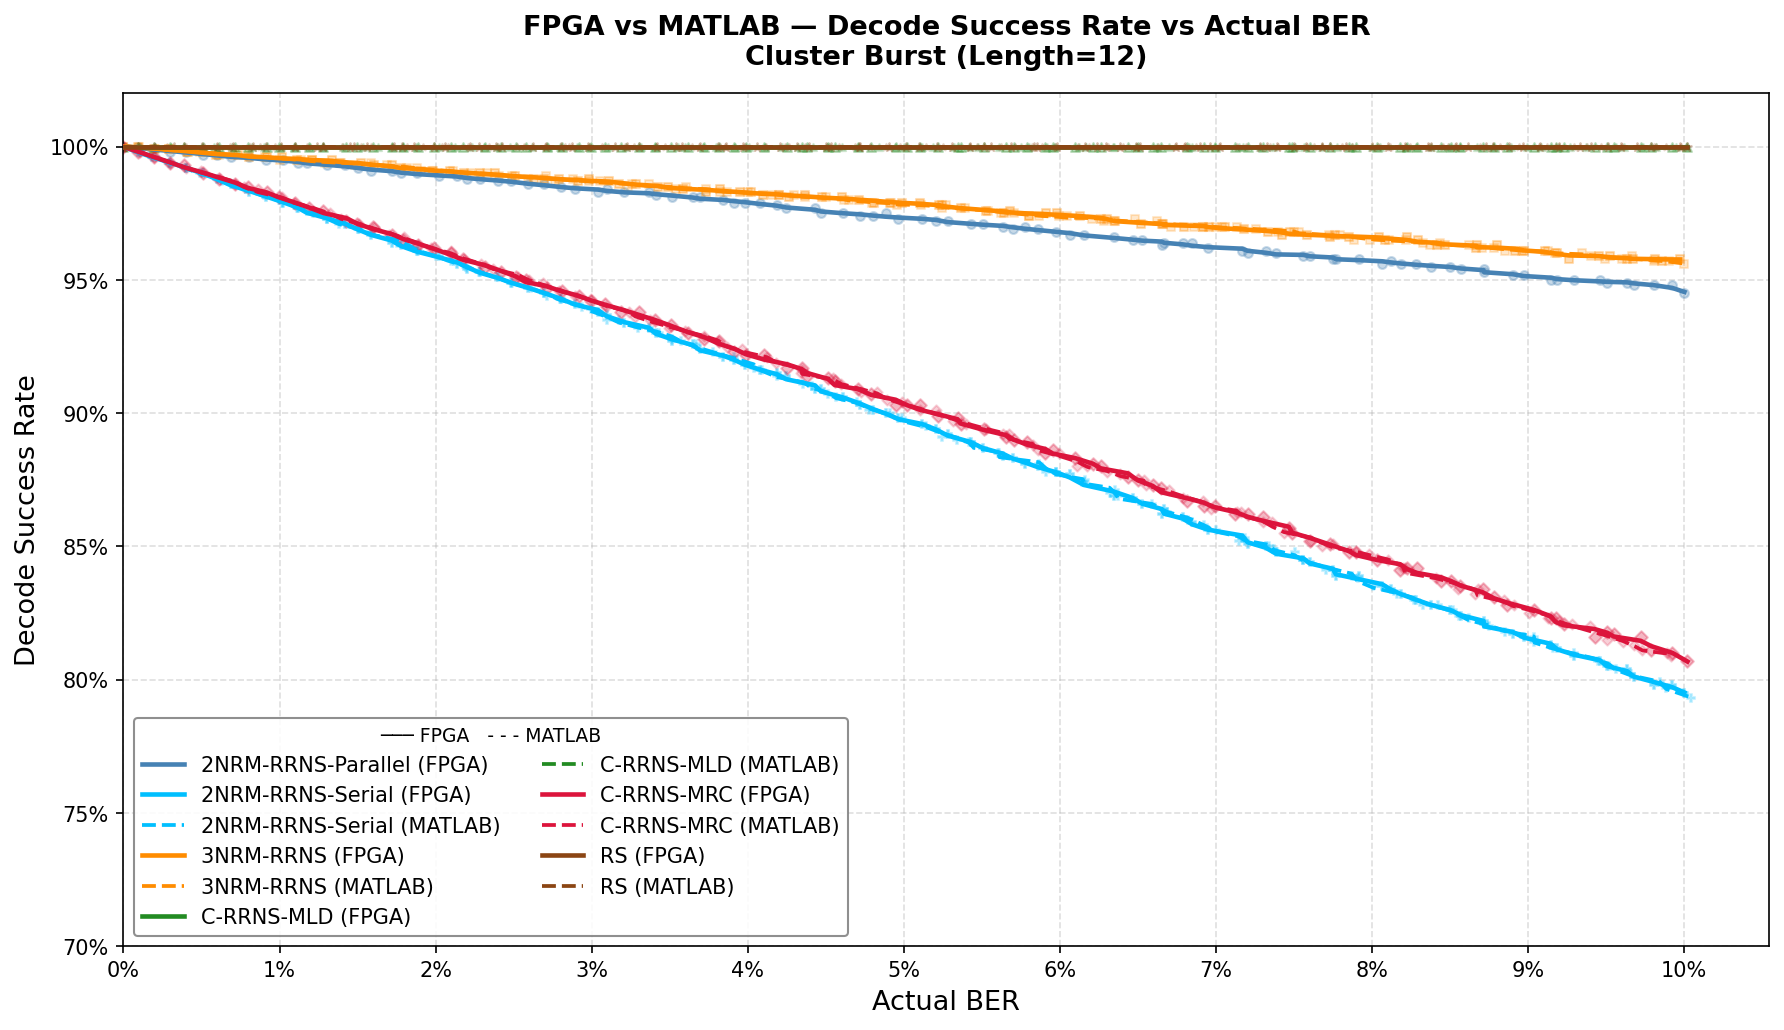 FPGA vs MATLAB — Decode Success Rate vs Actual BER
Cluster Burst (Length=12)
Decode Success Rate
100%
95%
90%
85%
80%
75%
70%
0%
1%
2%
3%
4%
5%
6%
7%
8%
9%
10%
Actual BER
─── FPGA   - - - MATLAB
2NRM-RRNS-Parallel (FPGA)
2NRM-RRNS-Serial (FPGA)
2NRM-RRNS-Serial (MATLAB)
3NRM-RRNS (FPGA)
3NRM-RRNS (MATLAB)
C-RRNS-MLD (FPGA)
C-RRNS-MLD (MATLAB)
C-RRNS-MRC (FPGA)
C-RRNS-MRC (MATLAB)
RS (FPGA)
RS (MATLAB)